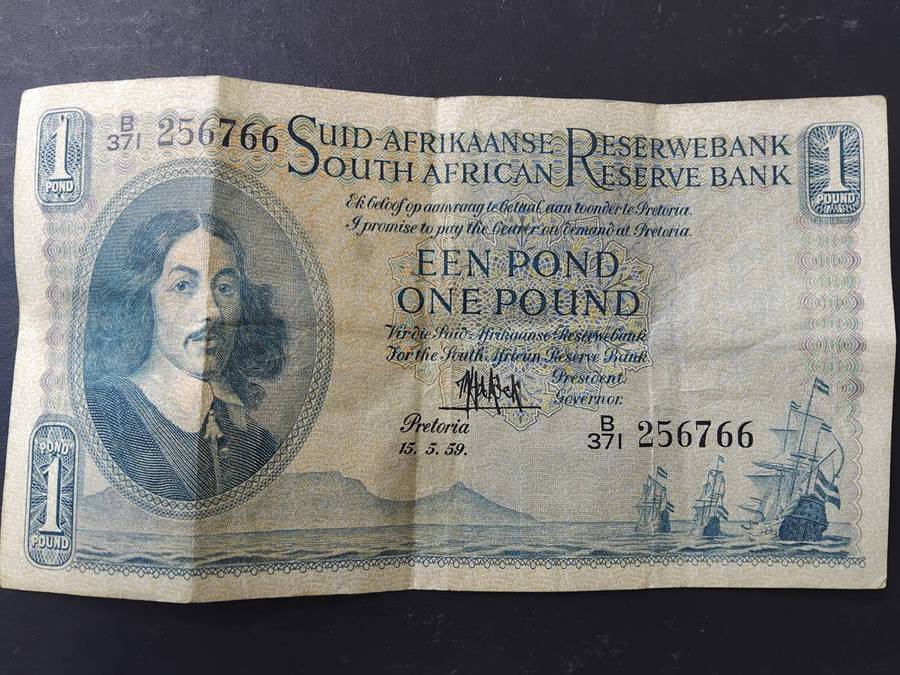 1
POND
B
371 256766
SUID-AFRIKAANSE RESERWEBANK
SOUTH AFRICAN RESERVE BANK
1
POUND
Ek beloof op aanvraag te betaal aan toonder te Pretoria.
I promise to pay the bearer on demand at Pretoria.
EEN POND
ONE POUND
Vir die Suid-Afrikaanse Reserwebank
For the South African Reserve Bank
President.
Governor.
Pretoria
15. 5. 59.
B
371 256766
POND
1
POUND